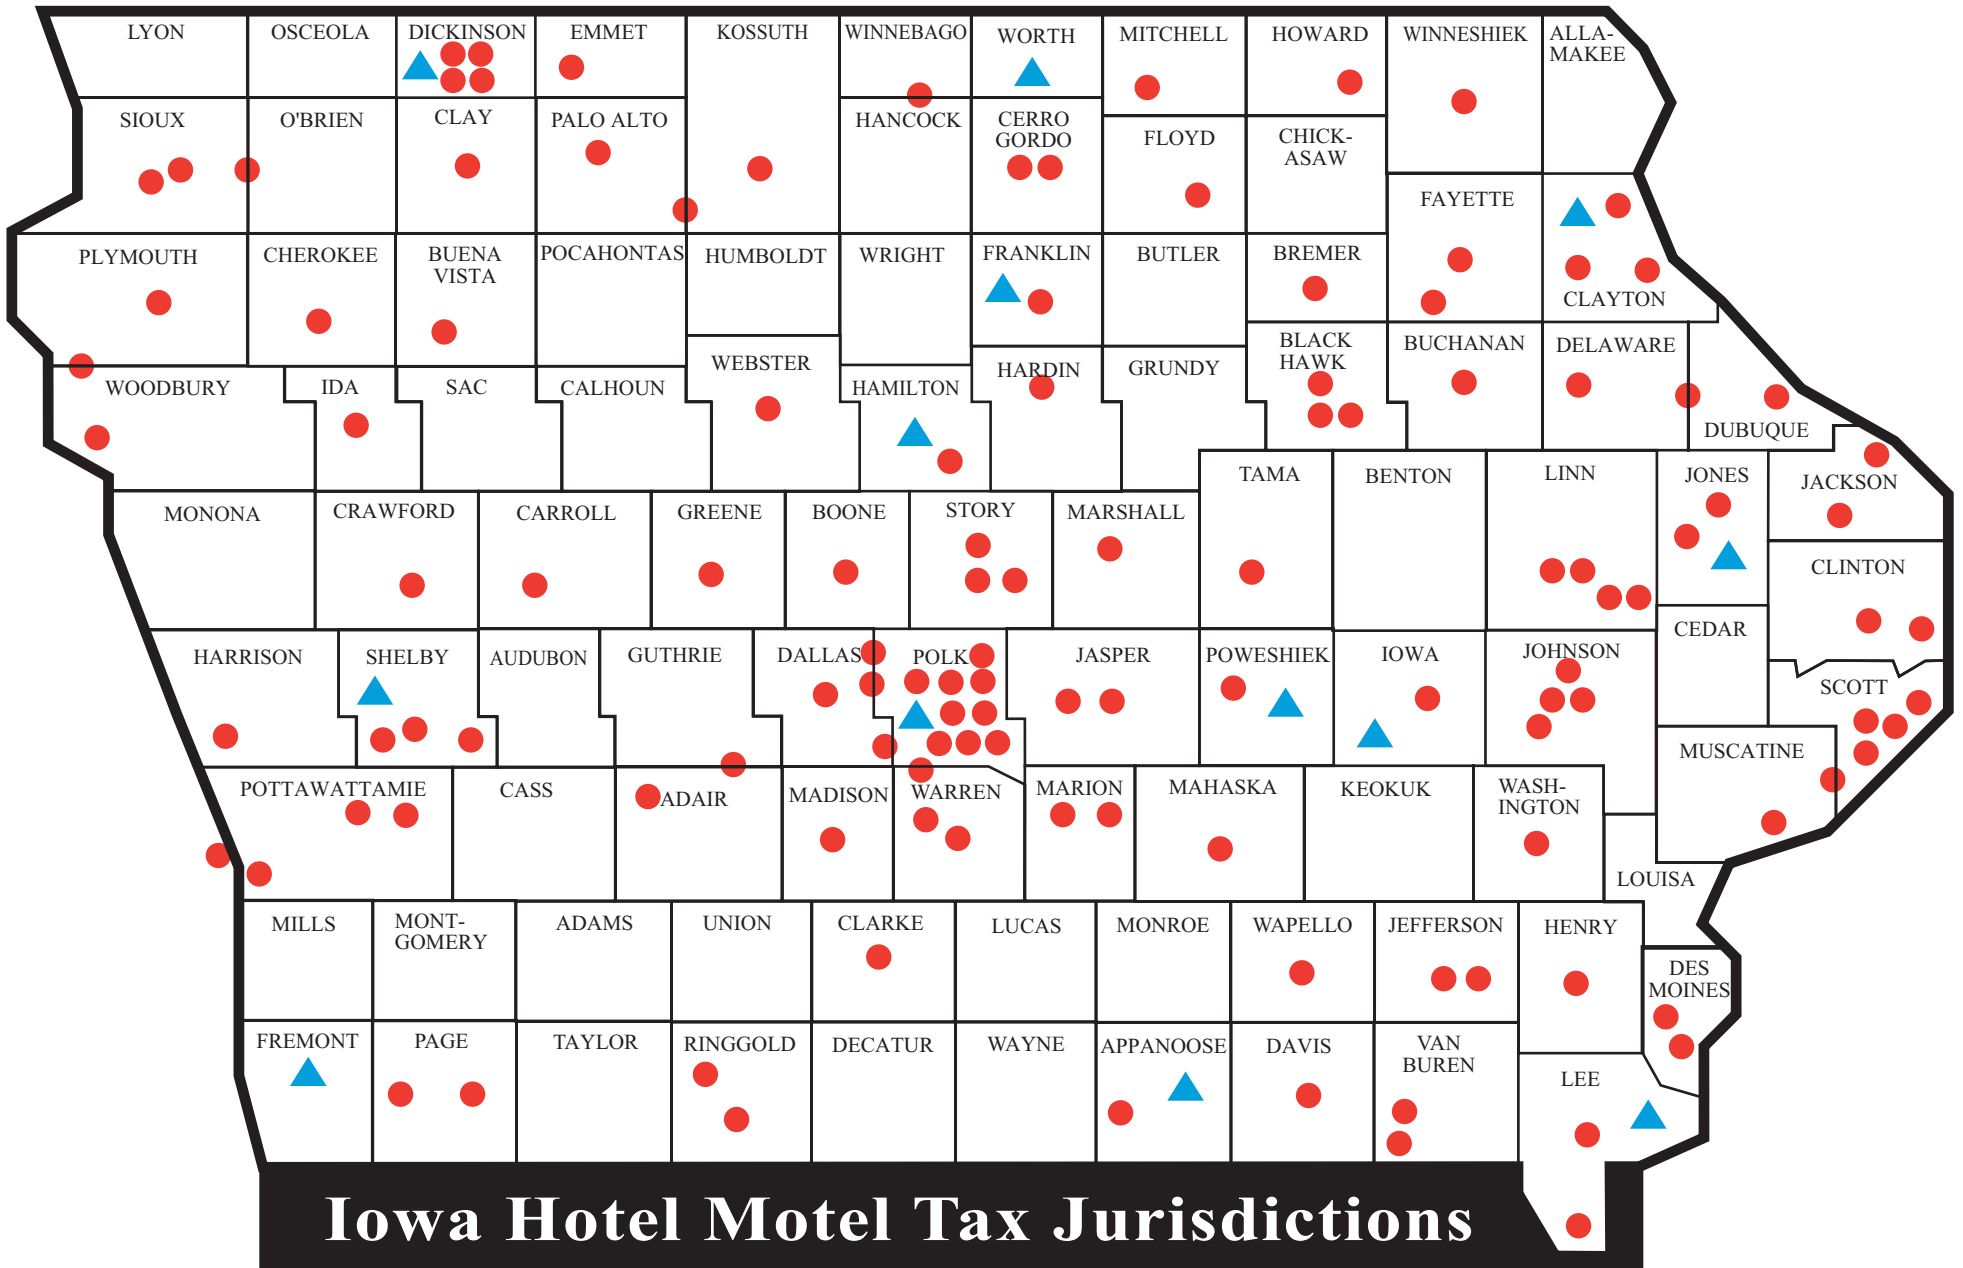 LYON
OSCEOLA
DICKINSON
EMMET
KOSSUTH
WINNEBAGO
WORTH
MITCHELL
HOWARD
WINNESHIEK
ALLA-
MAKEE
SIOUX
O'BRIEN
CLAY
PALO ALTO
HANCOCK
CERRO
GORDO
FLOYD
CHICK-
ASAW
FAYETTE
CLAYTON
PLYMOUTH
CHEROKEE
BUENA
VISTA
POCAHONTAS
HUMBOLDT
WRIGHT
FRANKLIN
BUTLER
BREMER
WOODBURY
IDA
SAC
CALHOUN
WEBSTER
HAMILTON
HARDIN
GRUNDY
BLACK
HAWK
BUCHANAN
DELAWARE
DUBUQUE
MONONA
CRAWFORD
CARROLL
GREENE
BOONE
STORY
MARSHALL
TAMA
BENTON
LINN
JONES
JACKSON
CLINTON
HARRISON
SHELBY
AUDUBON
GUTHRIE
DALLAS
POLK
JASPER
POWESHIEK
IOWA
JOHNSON
CEDAR
SCOTT
MUSCATINE
POTTAWATTAMIE
CASS
ADAIR
MADISON
WARREN
MARION
MAHASKA
KEOKUK
WASH-
INGTON
LOUISA
MILLS
MONT-
GOMERY
ADAMS
UNION
CLARKE
LUCAS
MONROE
WAPELLO
JEFFERSON
HENRY
DES
MOINES
FREMONT
PAGE
TAYLOR
RINGGOLD
DECATUR
WAYNE
APPANOOSE
DAVIS
VAN
BUREN
LEE
Iowa Hotel Motel Tax Jurisdictions